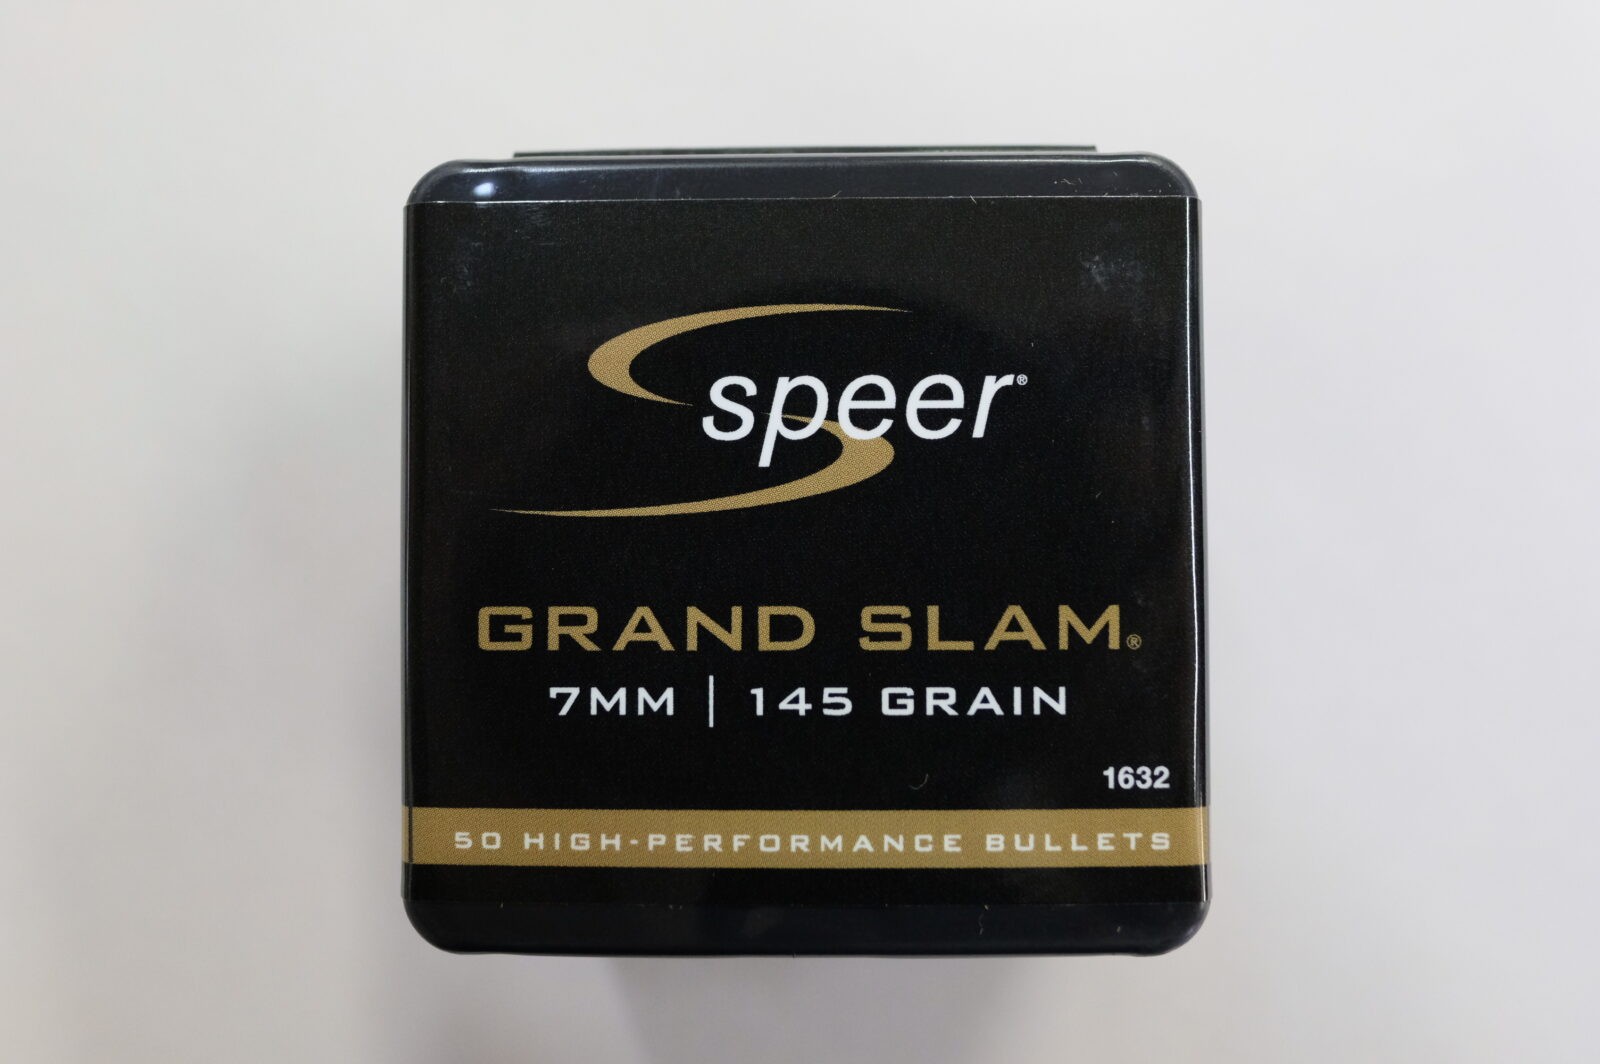 speer®
GRAND SLAM®
7MM | 145 GRAIN
1632
50 HIGH-PERFORMANCE BULLETS